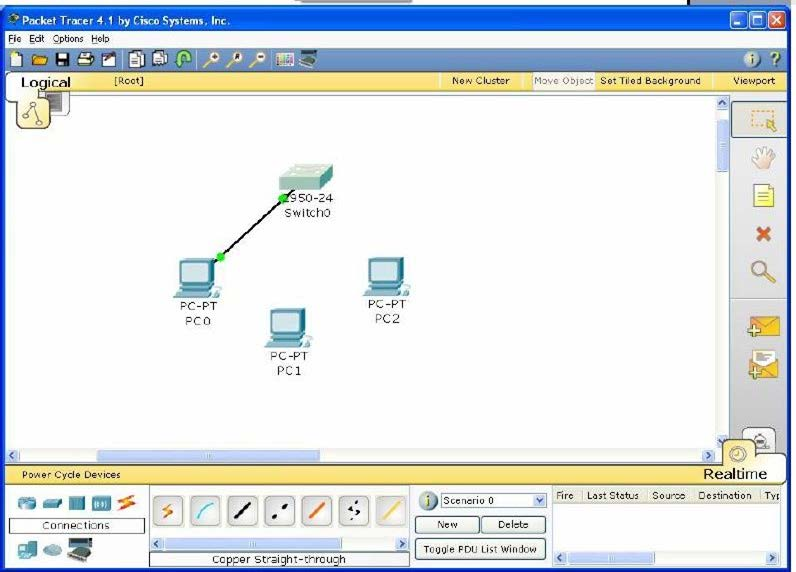 Packet Tracer 4.1 by Cisco Systems, Inc.
File Edit Options Help
Logical [Root] New Cluster Move Object Set Tiled Background Viewport
2950-24
Switch0
PC-PT
PC0
PC-PT
PC2
PC-PT
PC1
Power Cycle Devices Realtime
Scenario 0
Fire Last Status Source Destination Typ
Connections
New Delete
Toggle PDU List Window
Copper Straight-through